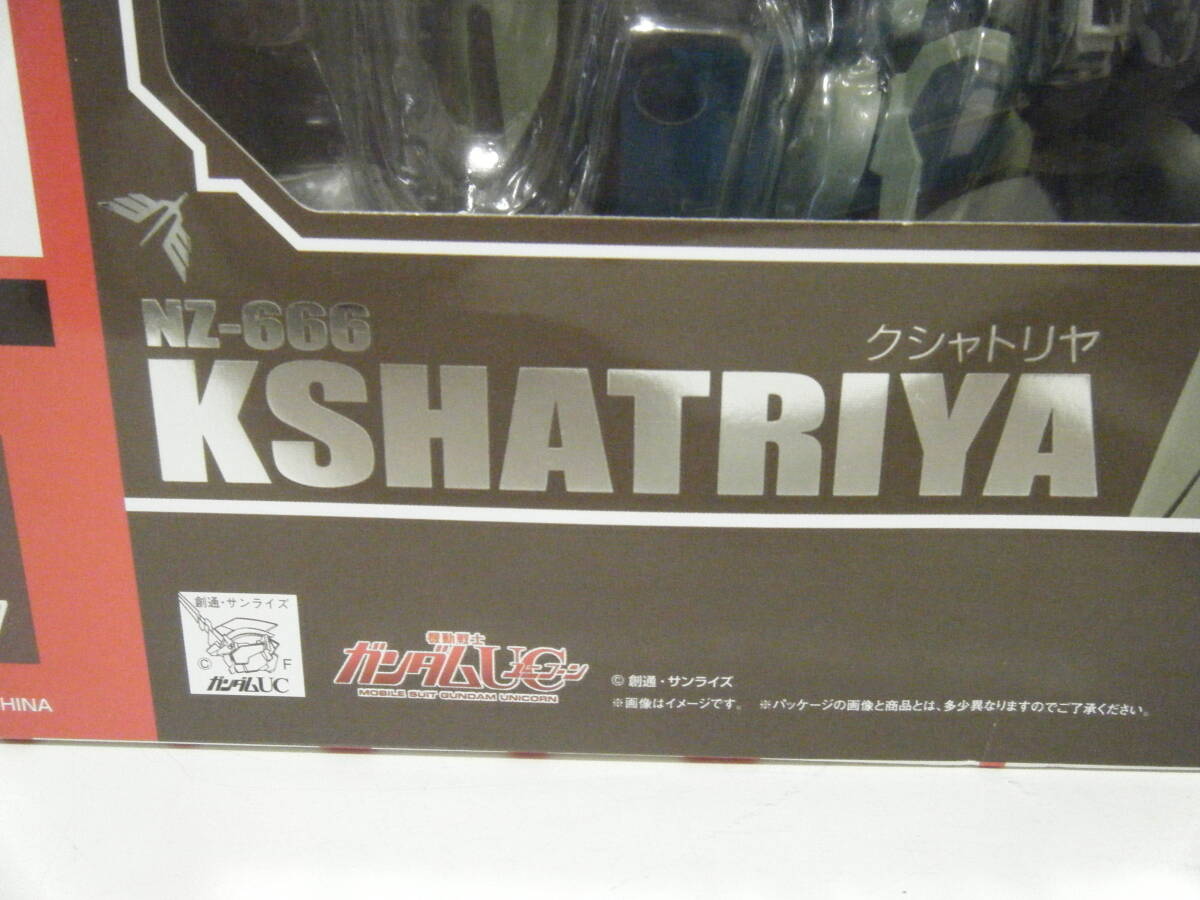 NZ-666
クシャトリヤ
KSHATRIYA
創通・サンライズ
© F
ガンダムUC
機動戦士
ガンダムUC
ユニコーン
MOBILE SUIT GUNDAM UNICORN
© 創通・サンライズ
※画像はイメージです。 ※パッケージの画像と商品とは、多少異なりますのでご了承ください。
HINA